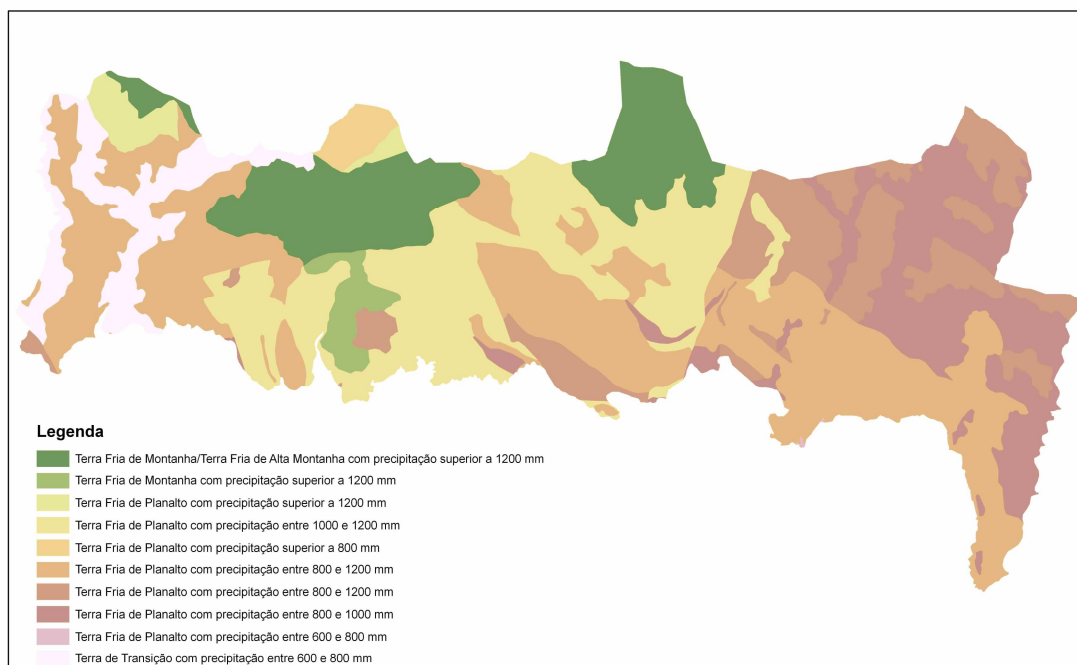 Legenda
Terra Fria de Montanha/Terra Fria de Alta Montanha com precipitação superior a 1200 mm
Terra Fria de Montanha com precipitação superior a 1200 mm
Terra Fria de Planalto com precipitação superior a 1200 mm
Terra Fria de Planalto com precipitação entre 1000 e 1200 mm
Terra Fria de Planalto com precipitação superior a 800 mm
Terra Fria de Planalto com precipitação entre 800 e 1200 mm
Terra Fria de Planalto com precipitação entre 800 e 1200 mm
Terra Fria de Planalto com precipitação entre 800 e 1000 mm
Terra Fria de Planalto com precipitação entre 600 e 800 mm
Terra de Transição com precipitação entre 600 e 800 mm